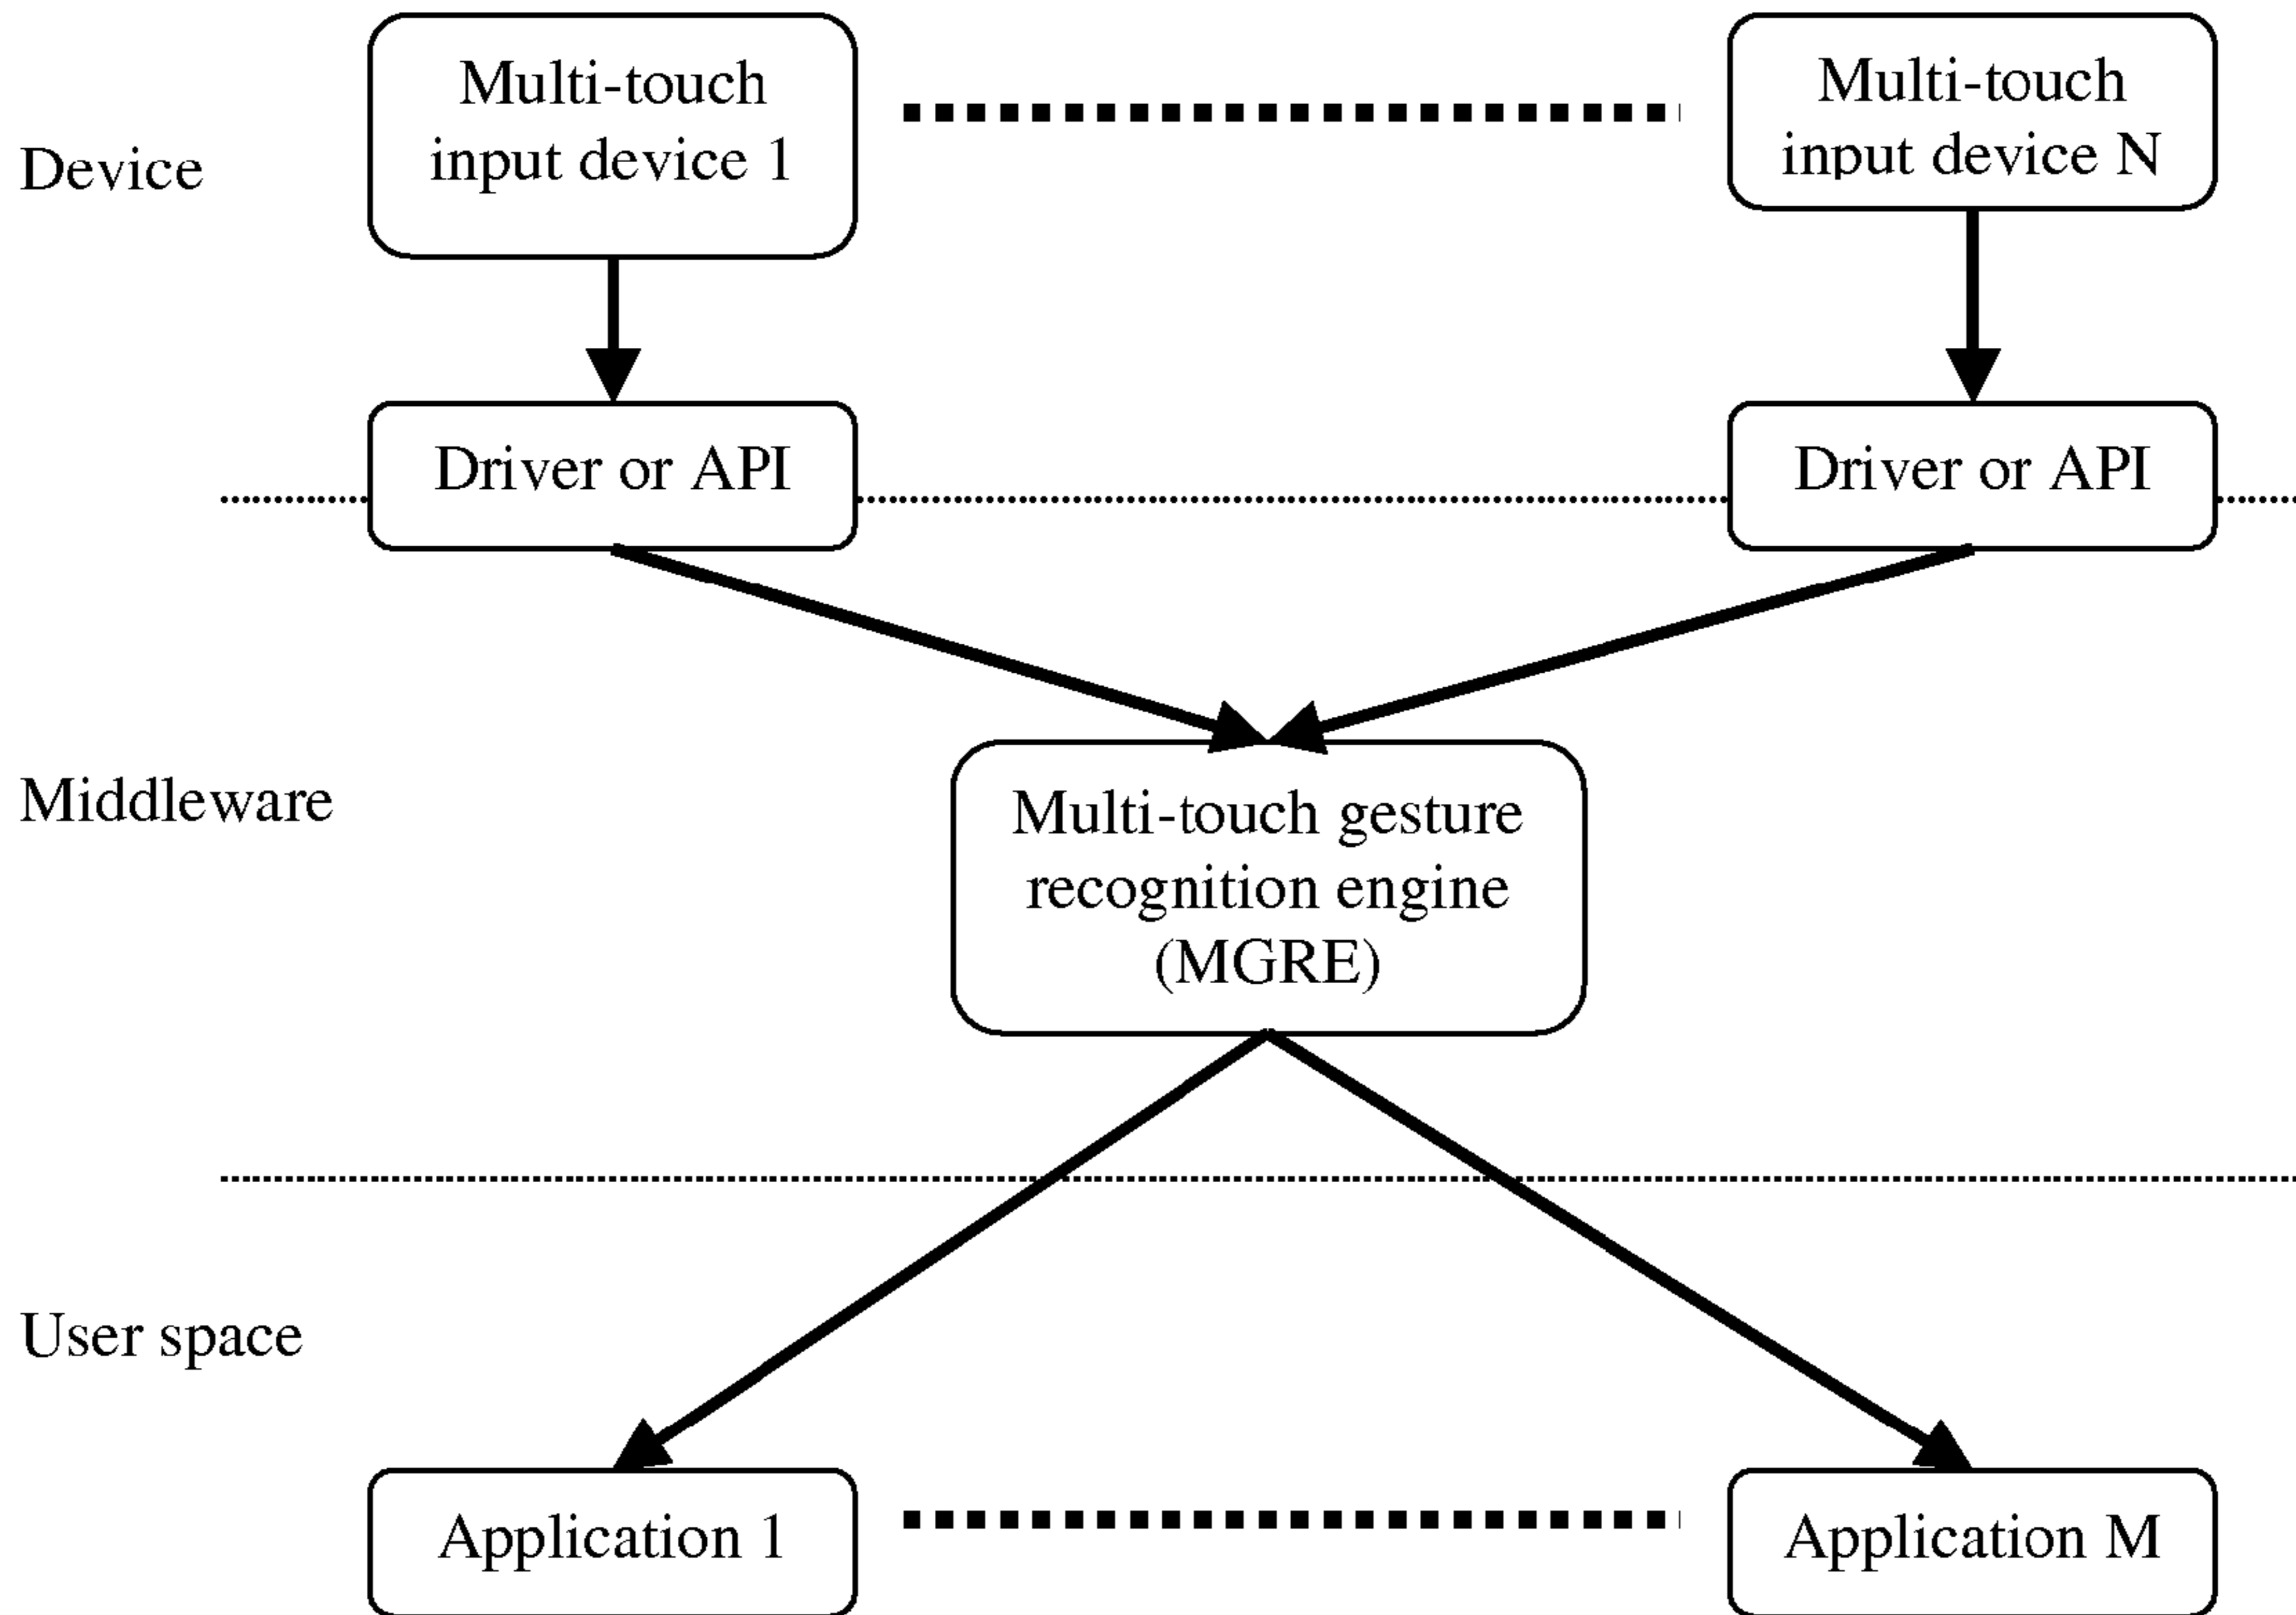 Multi-touch
input device 1
Multi-touch
input device N
Device
Driver or API
Driver or API
Middleware
Multi-touch gesture
recognition engine
(MGRE)
User space
Application 1
Application M